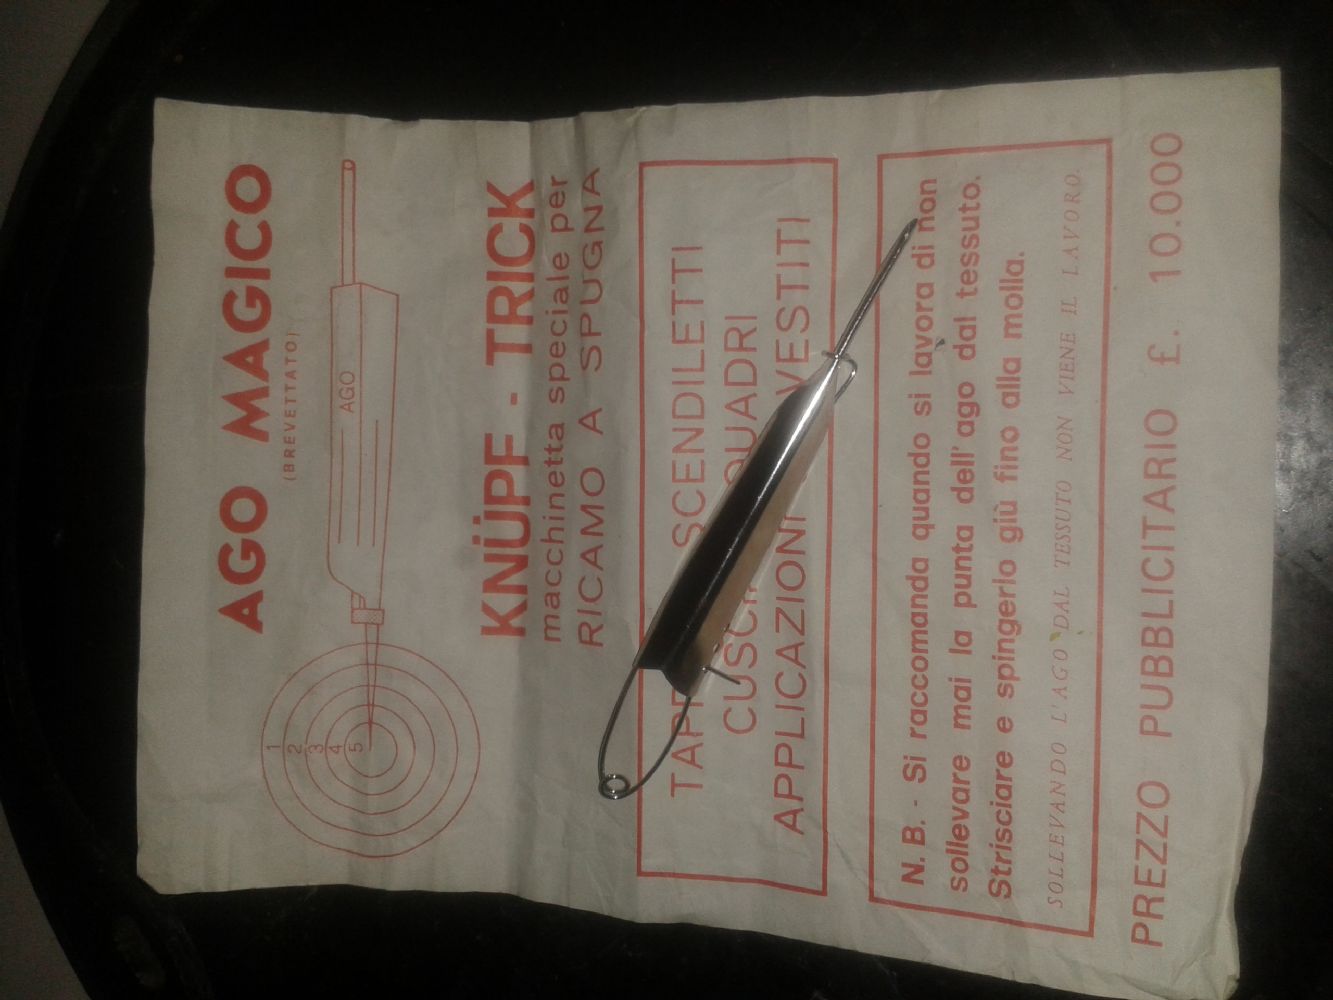 AGO MAGICO
(BREVETTATO)
AGO
1
2
3
4
5
KNÜPF - TRICK
macchinetta speciale per
RICAMO A SPUGNA
SCENDILETTI
QUADRI
APPLICAZIONI VESTITI
N. B. - Si raccomanda quando si lavora di non
sollevare mai la punta dell'ago dal tessuto.
Strisciare e spingerlo giù fino alla molla.
SOLLEVANDO L'AGO DAL TESSUTO NON VIENE IL LAVORO.
PREZZO PUBBLICITARIO £. 10.000